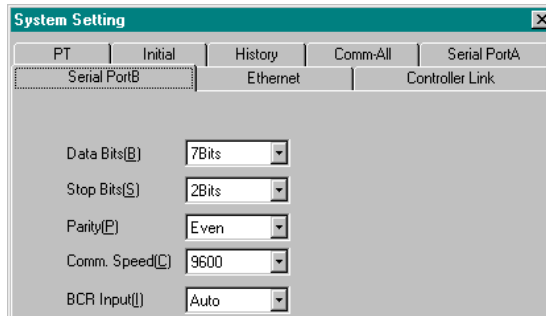 System Setting
PT Initial History Comm-All Serial PortA
Serial PortB Ethernet Controller Link
Data Bits(B) 7Bits
Stop Bits(S) 2Bits
Parity(P) Even
Comm. Speed(C) 9600
BCR Input(I) Auto